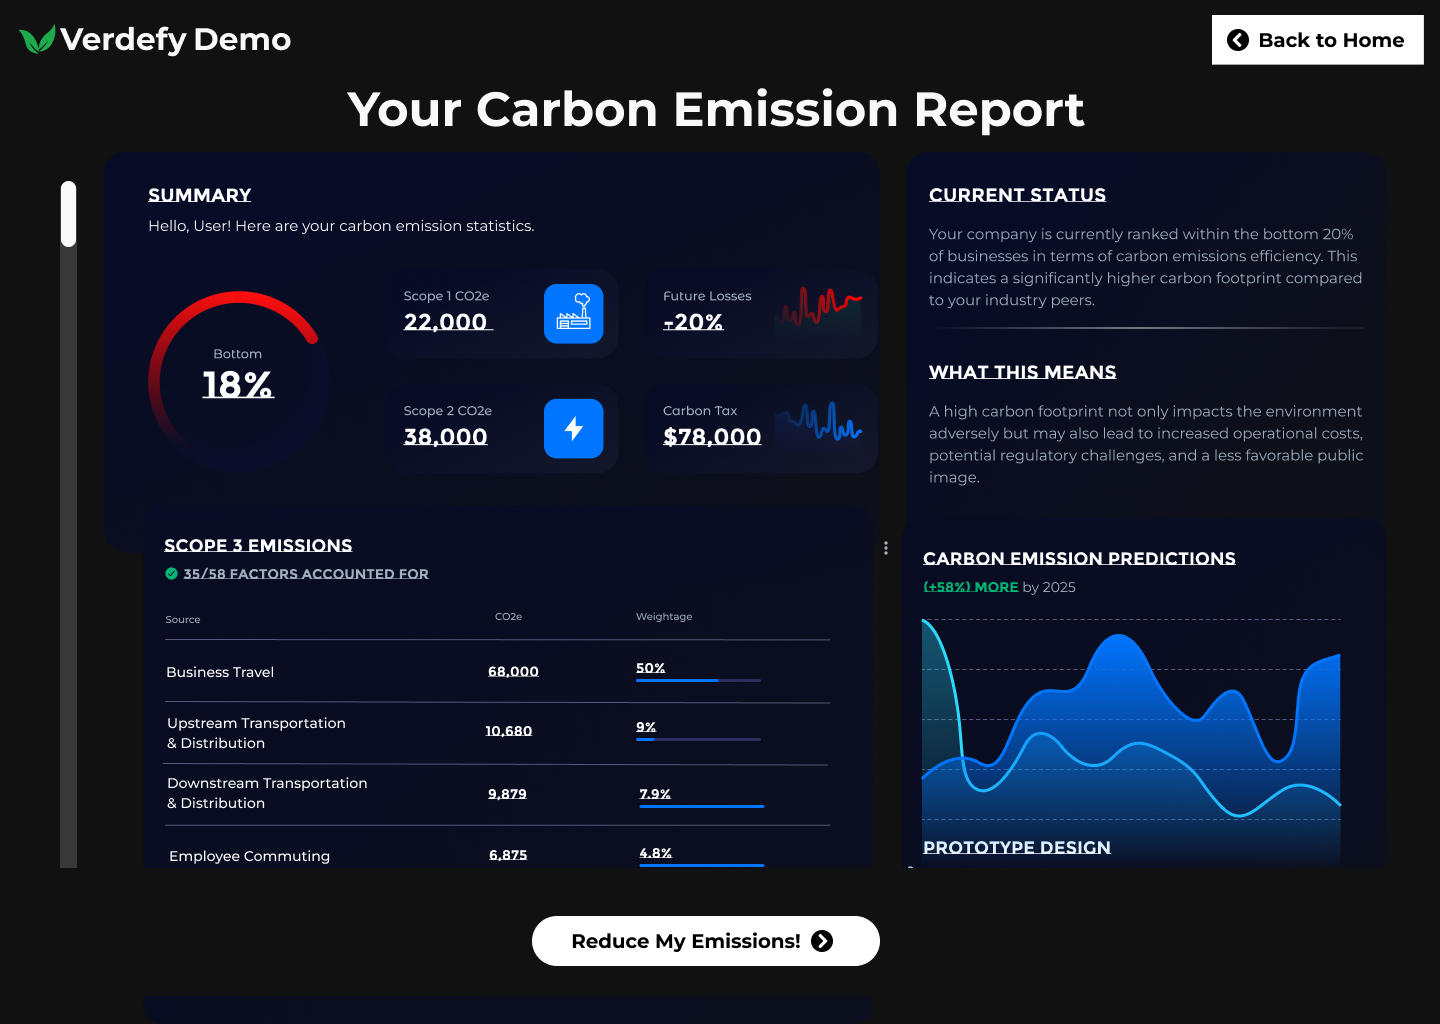 Verdefy Demo
Back to Home
Your Carbon Emission Report
SUMMARY
Hello, User! Here are your carbon emission statistics.
Bottom
18%
Scope 1 CO2e
22,000
Future Losses
-20%
Scope 2 CO2e
38,000
Carbon Tax
$78,000
CURRENT STATUS
Your company is currently ranked within the bottom 20%
of businesses in terms of carbon emissions efficiency. This
indicates a significantly higher carbon footprint compared
to your industry peers.
WHAT THIS MEANS
A high carbon footprint not only impacts the environment
adversely but may also lead to increased operational costs,
potential regulatory challenges, and a less favorable public
image.
SCOPE 3 EMISSIONS
35/58 FACTORS ACCOUNTED FOR
Source CO2e Weightage
Business Travel 68,000 50%
Upstream Transportation
& Distribution 10,680 9%
Downstream Transportation
& Distribution 9,879 7.9%
Employee Commuting 6,875 4.8%
CARBON EMISSION PREDICTIONS
(+58%) MORE by 2025
PROTOTYPE DESIGN
Reduce My Emissions!